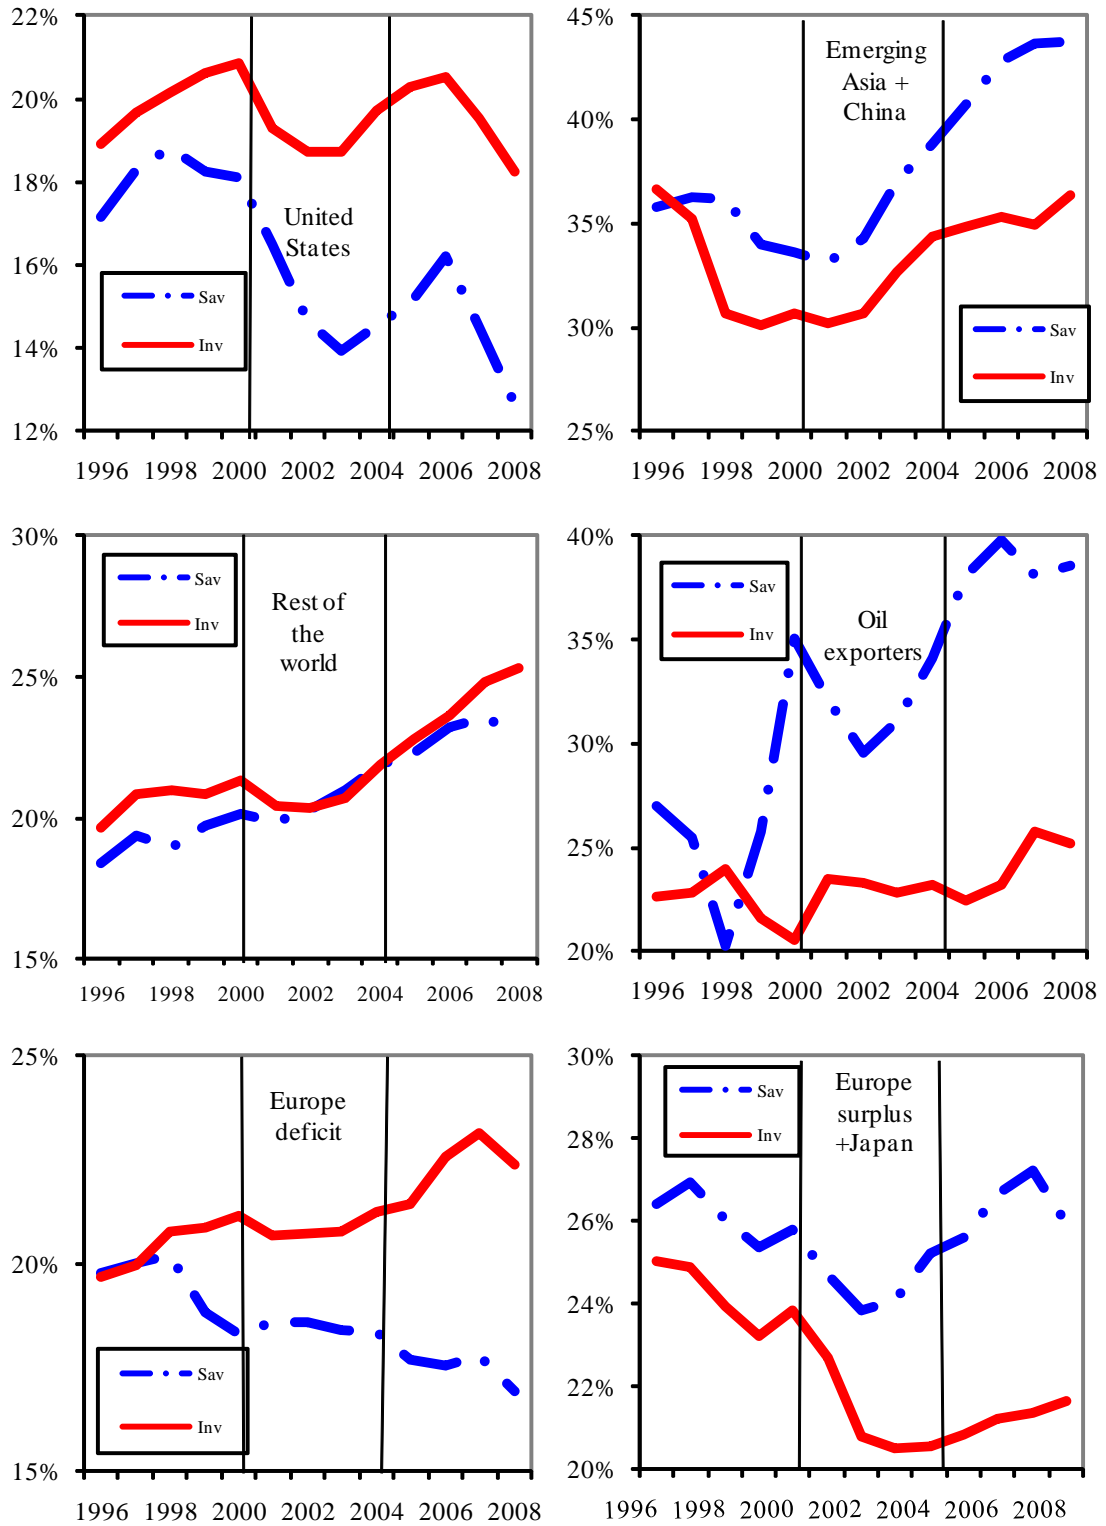 22%
20%
18%
16%
14%
12%
United
States
Sav
Inv
1996 1998 2000 2002 2004 2006 2008
45%
40%
35%
30%
25%
Emerging
Asia +
China
Sav
Inv
1996 1998 2000 2002 2004 2006 2008
30%
25%
20%
15%
Sav
Inv
Rest of
the
world
1996 1998 2000 2002 2004 2006 2008
40%
35%
30%
25%
20%
Sav
Inv
Oil
exporters
1996 1998 2000 2002 2004 2006 2008
25%
20%
15%
Europe
deficit
Sav
Inv
1996 1998 2000 2002 2004 2006 2008
30%
28%
26%
24%
22%
20%
Sav
Inv
Europe
surplus
+Japan
1996 1998 2000 2002 2004 2006 2008